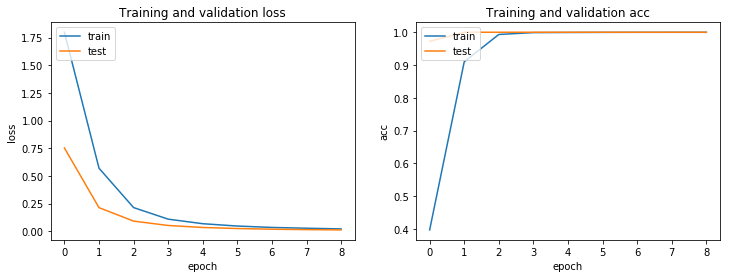 Training and validation loss
train
test
1.75
1.50
1.25
1.00
0.75
0.50
0.25
0.00
loss
0 1 2 3 4 5 6 7 8
epoch
Training and validation acc
train
test
1.0
0.9
0.8
0.7
0.6
0.5
0.4
acc
0 1 2 3 4 5 6 7 8
epoch